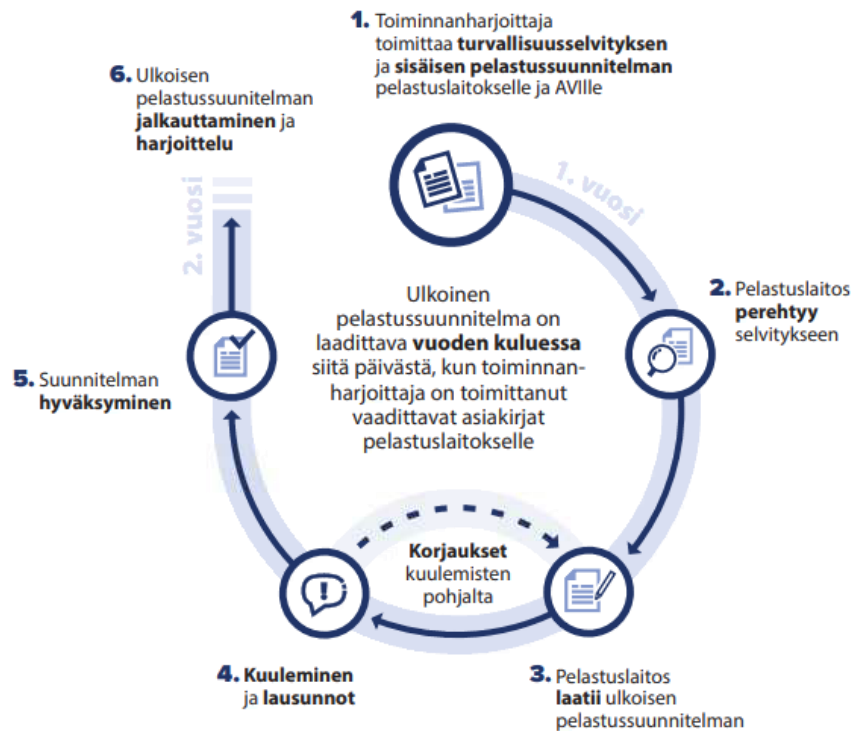 1. Toiminnanharjoittaja
toimittaa turvallisuusselvityksen
ja sisäisen pelastussuunnitelman
pelastuslaitokselle ja AVIlle
1. vuosi
2. Pelastuslaitos
perehtyy
selvitykseen
3. Pelastuslaitos
laatii ulkoisen
pelastussuunnitelman
4. Kuuleminen
ja lausunnot
Korjaukset
kuulemisten
pohjalta
5. Suunnitelman
hyväksyminen
6. Ulkoisen
pelastussuunitelman
jalkauttaminen ja
harjoittelu
2. vuosi
Ulkoinen
pelastussuunnitelma on
laadittava vuoden kuluessa
siitä päivästä, kun toiminnan-
harjoittaja on toimittanut
vaadittavat asiakirjat
pelastuslaitokselle